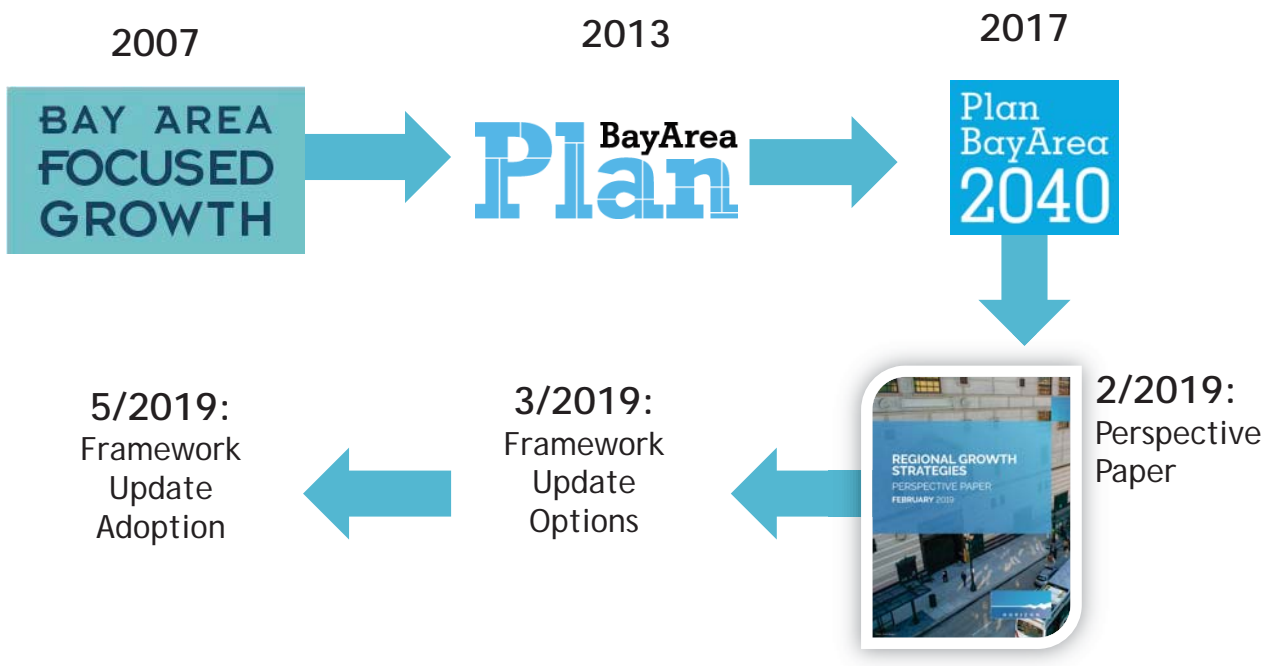 2007
BAY AREA
FOCUSED
GROWTH
2013
BayArea
Plan
2017
Plan
BayArea
2040
2/2019:
Perspective
Paper
REGIONAL GROWTH
STRATEGIES
PERSPECTIVE PAPER
FEBRUARY 2019
HORIZON
3/2019:
Framework
Update
Options
5/2019:
Framework
Update
Adoption